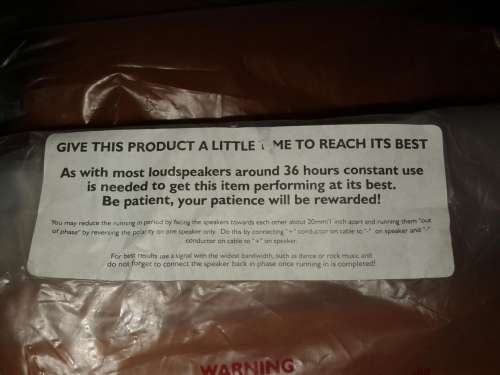 GIVE THIS PRODUCT A LITTLE ME TO REACH ITS BEST
As with most loudspeakers around 36 hours constant use
is needed to get this item performing at its best.
Be patient, your patience will be rewarded!
You may reduce the running in period by facing the speakers towards each other about 20mm/1 inch apart and running them "out
of phase" by reversing the polarity on one speaker only. Do this by connecting "+" conductor on cable to "-" on speaker and "-"
conductor on cable to "+" on speaker.
For best results use a signal with the widest bandwidth, such as dance or rock music and
do not forget to connect the speaker back in phase once running in is completed!
WARNING